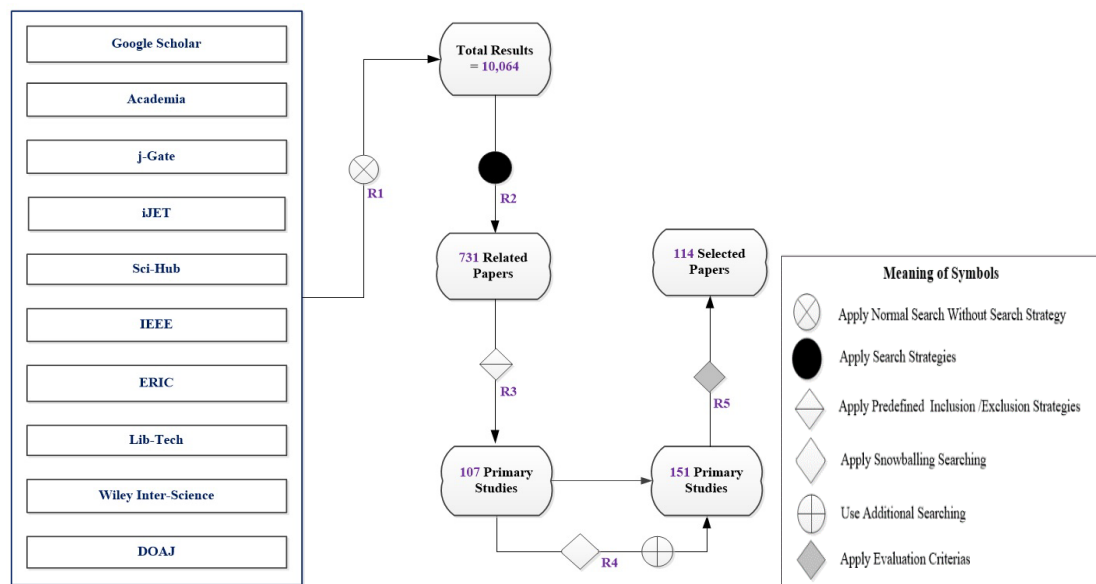 Google Scholar
Academia
j-Gate
iJET
Sci-Hub
IEEE
ERIC
Lib-Tech
Wiley Inter-Science
DOAJ
R1
Total Results
= 10,064
R2
731 Related
Papers
R3
107 Primary
Studies
R4
151 Primary
Studies
R5
114 Selected
Papers
Meaning of Symbols
Apply Normal Search Without Search Strategy
Apply Search Strategies
Apply Predefined Inclusion /Exclusion Strategies
Apply Snowballing Searching
Use Additional Searching
Apply Evaluation Criterias